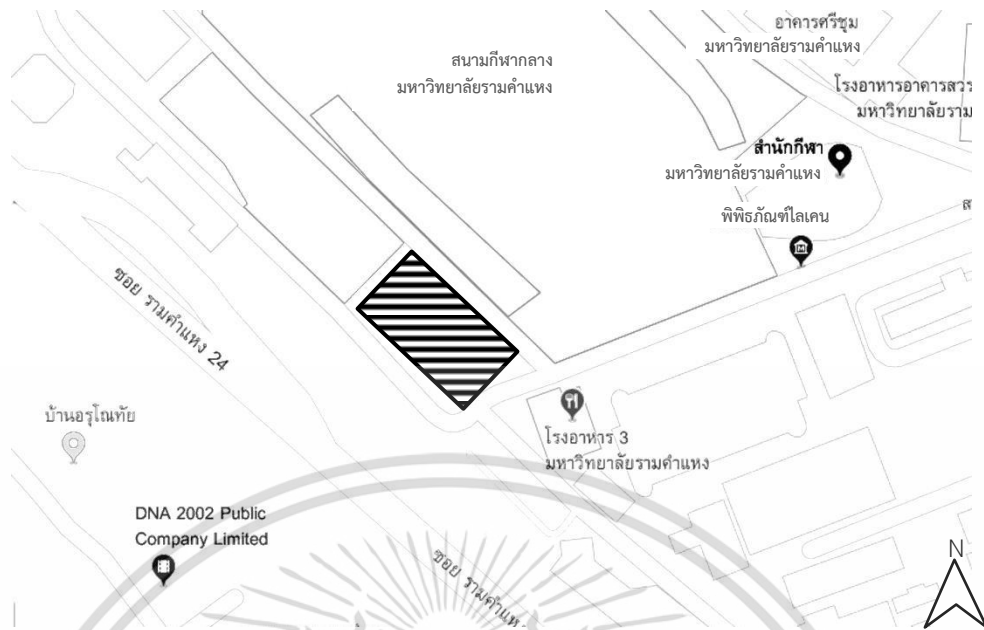 อาคารศรีชุม
มหาวิทยาลัยรามคำแหง
สนามกีฬากลาง
มหาวิทยาลัยรามคำแหง
โรงอาหารอาคารสวร
มหาวิทยาลัยราม
สำนักกีฬา
มหาวิทยาลัยรามคำแหง
พิพิธภัณฑ์ไลเคน
ส
ซอย รามคำแหง 24
บ้านอรุโณทัย
โรงอาหาร 3
มหาวิทยาลัยรามคำแหง
DNA 2002 Public
Company Limited
ซอย รามคำแหง
N